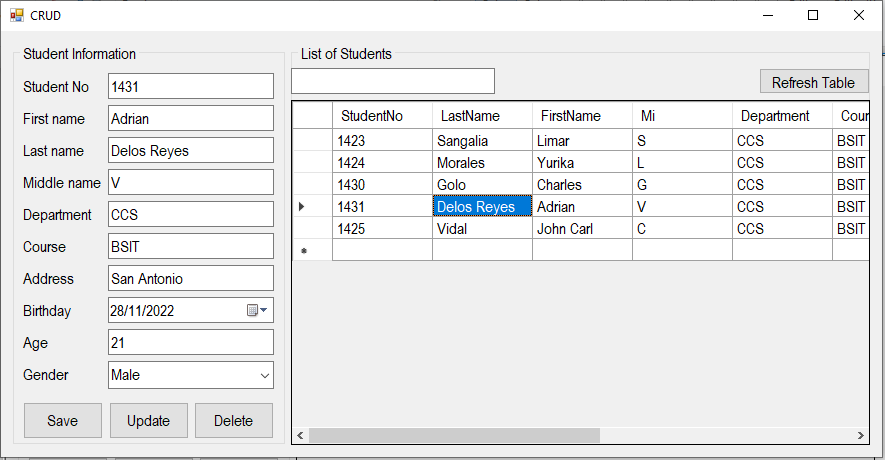 CRUD
Student Information
Student No 1431
First name Adrian
Last name Delos Reyes
Middle name V
Department CCS
Course BSIT
Address San Antonio
Birthday 28/11/2022
Age 21
Gender Male
Save Update Delete
List of Students
Refresh Table
StudentNo LastName FirstName Mi Department Cour
1423 Sangalia Limar S CCS BSIT
1424 Morales Yurika L CCS BSIT
1430 Golo Charles G CCS BSIT
1431 Delos Reyes Adrian V CCS BSIT
1425 Vidal John Carl C CCS BSIT